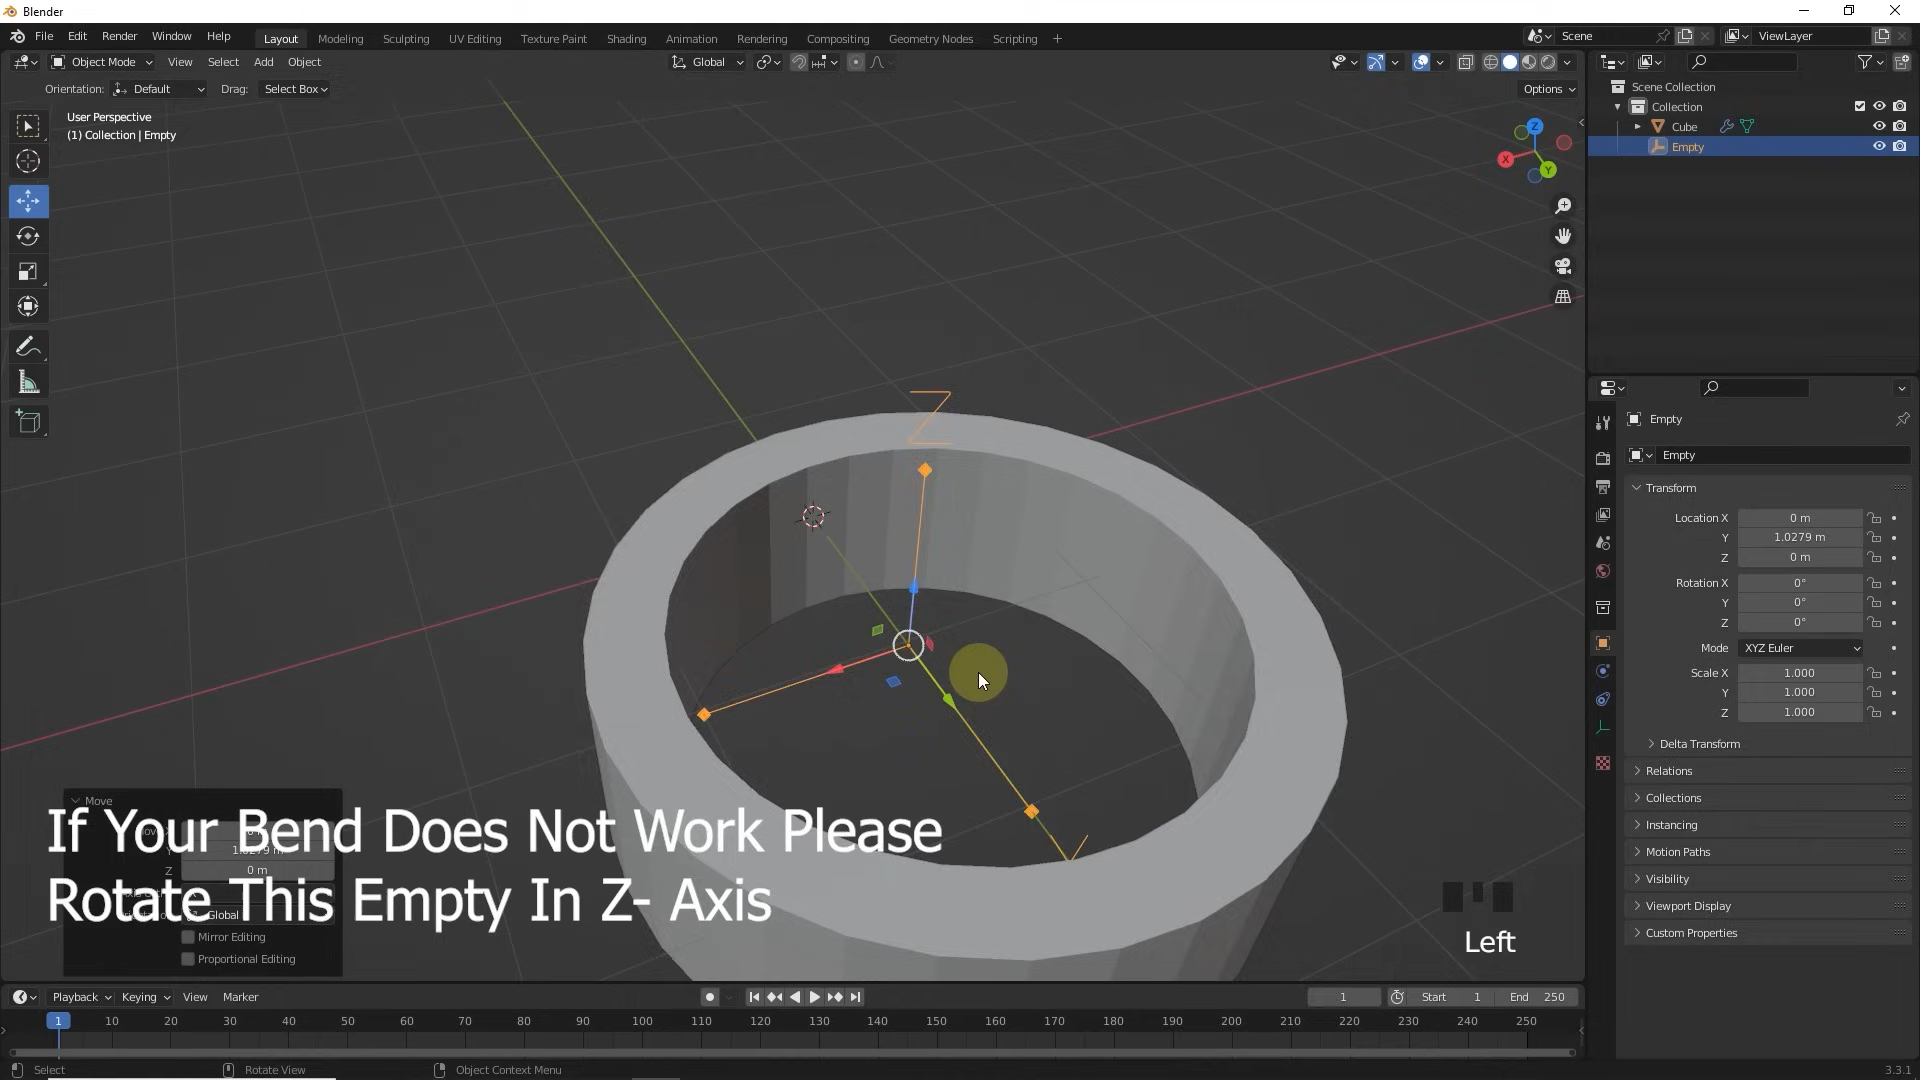 Blender
File Edit Render Window Help Layout Modeling Sculpting UV Editing Texture Paint Shading Animation Rendering Compositing Geometry Nodes Scripting + Scene ViewLayer
Object Mode View Select Add Object Global
Orientation: Default Drag: Select Box Options
User Perspective
(1) Collection | Empty
Z
X
Y
Scene Collection
Collection
Cube
Empty
Empty
Empty
Transform
Location X 0 m
Y 1.0279 m
Z 0 m
Rotation X 0°
Y 0°
Z 0°
Mode XYZ Euler
Scale X 1.000
Y 1.000
Z 1.000
Delta Transform
Relations
Collections
Instancing
Motion Paths
Visibility
Viewport Display
Custom Properties
Z
Move
If Your Bend Does Not Work Please
Z 0 m
Rotate This Empty In Z- Axis
Global
Mirror Editing
Proportional Editing
Left
Playback Keying View Marker 1 Start 1 End 250
1 10 20 30 40 50 60 70 80 90 100 110 120 130 140 150 160 170 180 190 200 210 220 230 240 250
Select Rotate View Object Context Menu 3.3.1